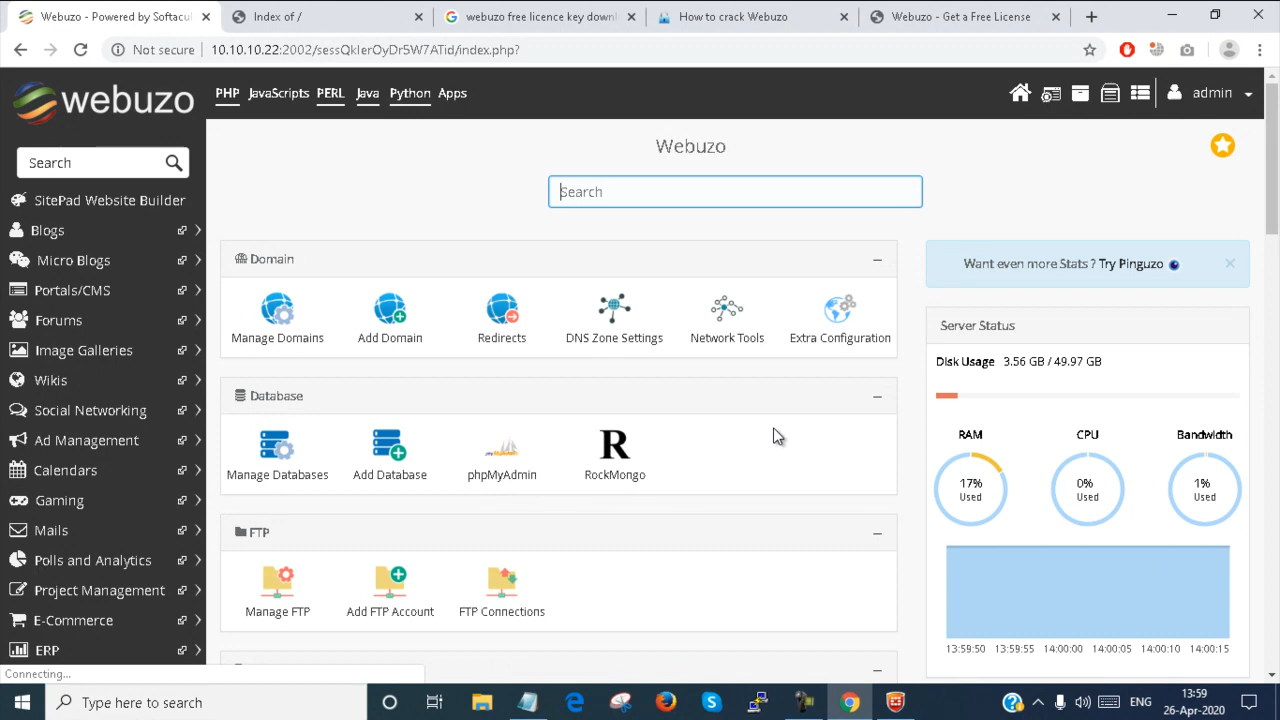 Webuzo - Powered by Softacul
Index of /
webuzo free licence key downl
How to crack Webuzo
Webuzo - Get a Free License
Not secure
10.10.10.22:2002/sessQkIerOyDr5W7ATid/index.php?
webuzo
PHP JavaScripts PERL Java Python Apps
admin
Search
SitePad Website Builder
Blogs
Micro Blogs
Portals/CMS
Forums
Image Galleries
Wikis
Social Networking
Ad Management
Calendars
Gaming
Mails
Polls and Analytics
Project Management
E-Commerce
ERP
Connecting...
Webuzo
Search
Domain
Manage Domains
Add Domain
Redirects
DNS Zone Settings
Network Tools
Extra Configuration
Database
Manage Databases
Add Database
phpMyAdmin
R
RockMongo
FTP
Manage FTP
Add FTP Account
FTP Connections
Want even more Stats ? Try Pinguzo
Server Status
Disk Usage 3.56 GB / 49.97 GB
RAM CPU Bandwidth
17% 0% 1%
Used Used Used
13:59:50 13:59:55 14:00:00 14:00:05 14:00:10 14:00:15
Type here to search
ENG
13:59
26-Apr-2020